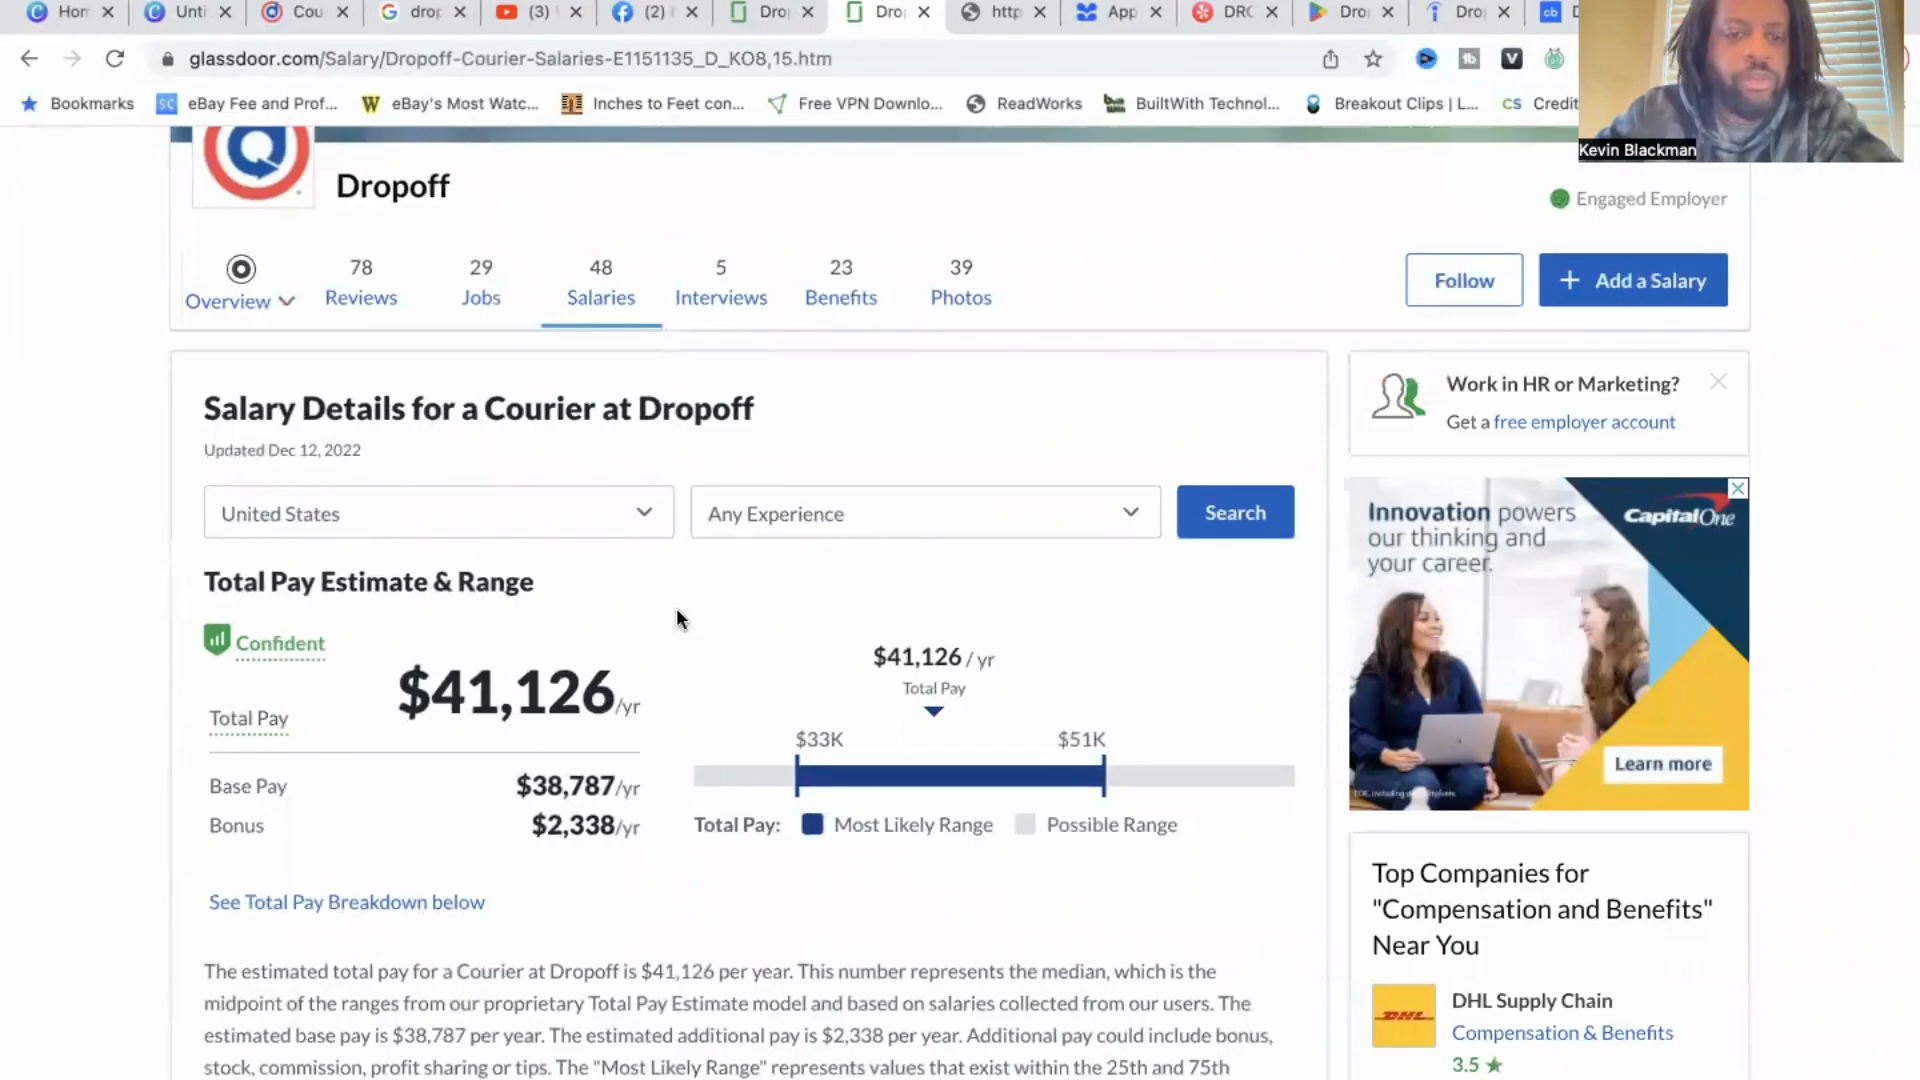 Hom
Unti
Cou
drop
(3)
(2)
Dro
Dro
http
App
DRO
Dro
Dro
cb
glassdoor.com/Salary/Dropoff-Courier-Salaries-E1151135_D_KO8,15.htm
tb
V
Bookmarks
SC eBay Fee and Prof...
W eBay's Most Watc...
Inches to Feet con...
Free VPN Downlo...
ReadWorks
BuiltWith Technol...
Breakout Clips | L...
CS Credit
Kevin Blackman
Dropoff
Engaged Employer
Overview
78 Reviews
29 Jobs
48 Salaries
5 Interviews
23 Benefits
39 Photos
Follow
+ Add a Salary
Salary Details for a Courier at Dropoff
Updated Dec 12, 2022
United States
Any Experience
Search
Total Pay Estimate & Range
Confident
$41,126/yr
Total Pay
Base Pay $38,787/yr
Bonus $2,338/yr
$41,126 / yr
Total Pay
$33K $51K
Total Pay: Most Likely Range Possible Range
See Total Pay Breakdown below
The estimated total pay for a Courier at Dropoff is $41,126 per year. This number represents the median, which is the
midpoint of the ranges from our proprietary Total Pay Estimate model and based on salaries collected from our users. The
estimated base pay is $38,787 per year. The estimated additional pay is $2,338 per year. Additional pay could include bonus,
stock, commission, profit sharing or tips. The "Most Likely Range" represents values that exist within the 25th and 75th
Work in HR or Marketing?
Get a free employer account
Innovation powers
our thinking and
your career.
CapitalOne
Learn more
Top Companies for
"Compensation and Benefits"
Near You
DHL
DHL Supply Chain
Compensation & Benefits
3.5 ★